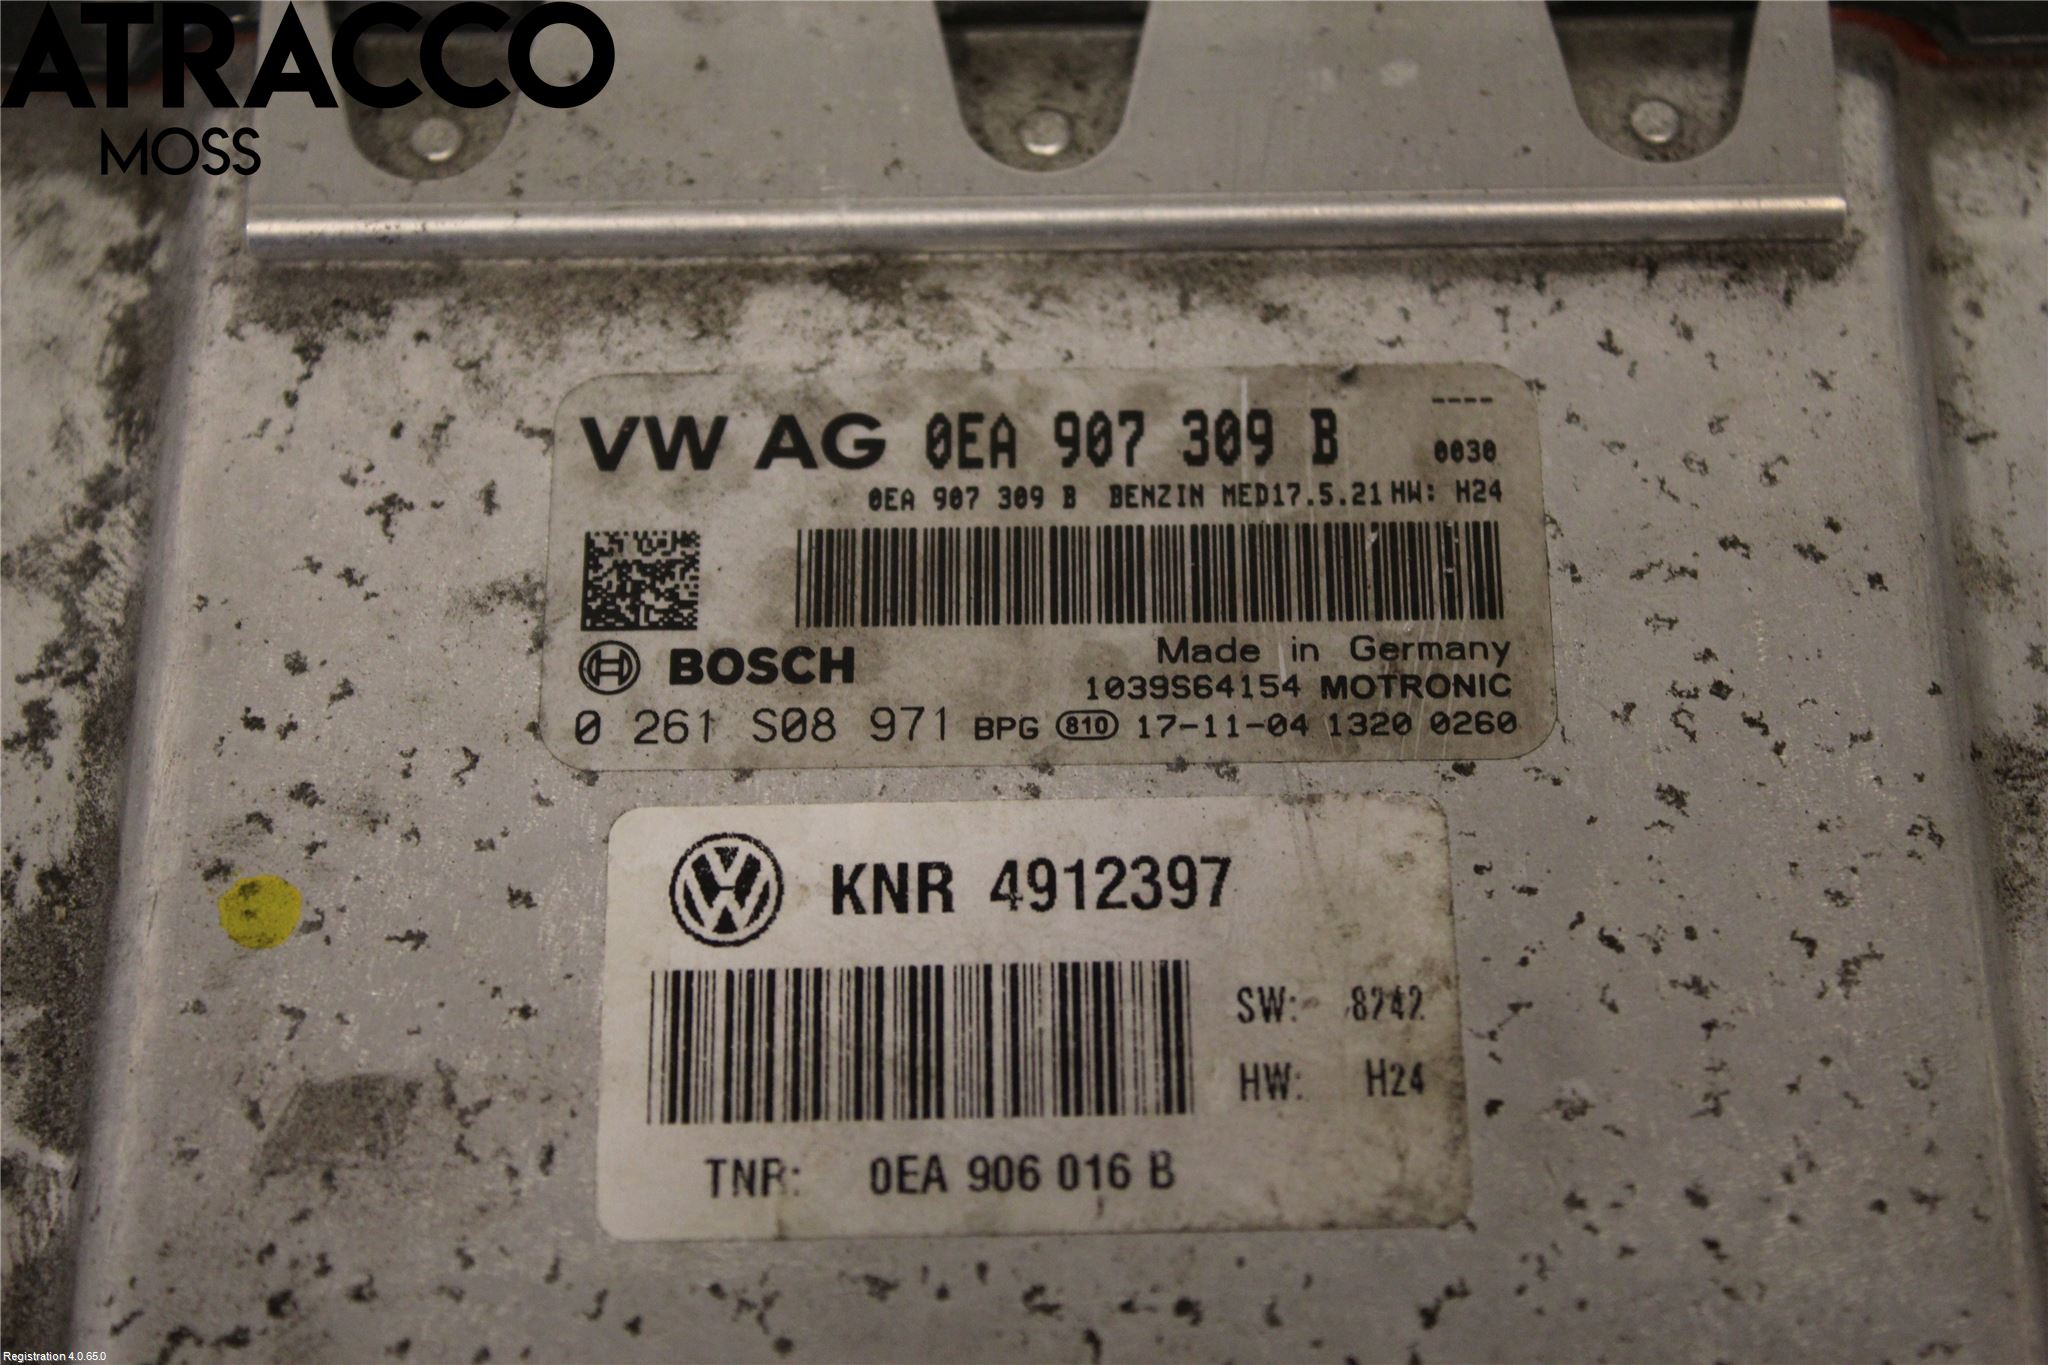 ATRACCO
MOSS
VW AG 0EA 907 309 B ----
0030
0EA 907 309 B BENZIN MED17.5.21 HW: H24
BOSCH
Made in Germany
1039S64154 MOTRONIC
0 261 S08 971 BPG 810 17-11-04 1320 0260
KNR 4912397
SW: 8242
HW: H24
TNR: 0EA 906 016 B
Registration 4.0.65.0